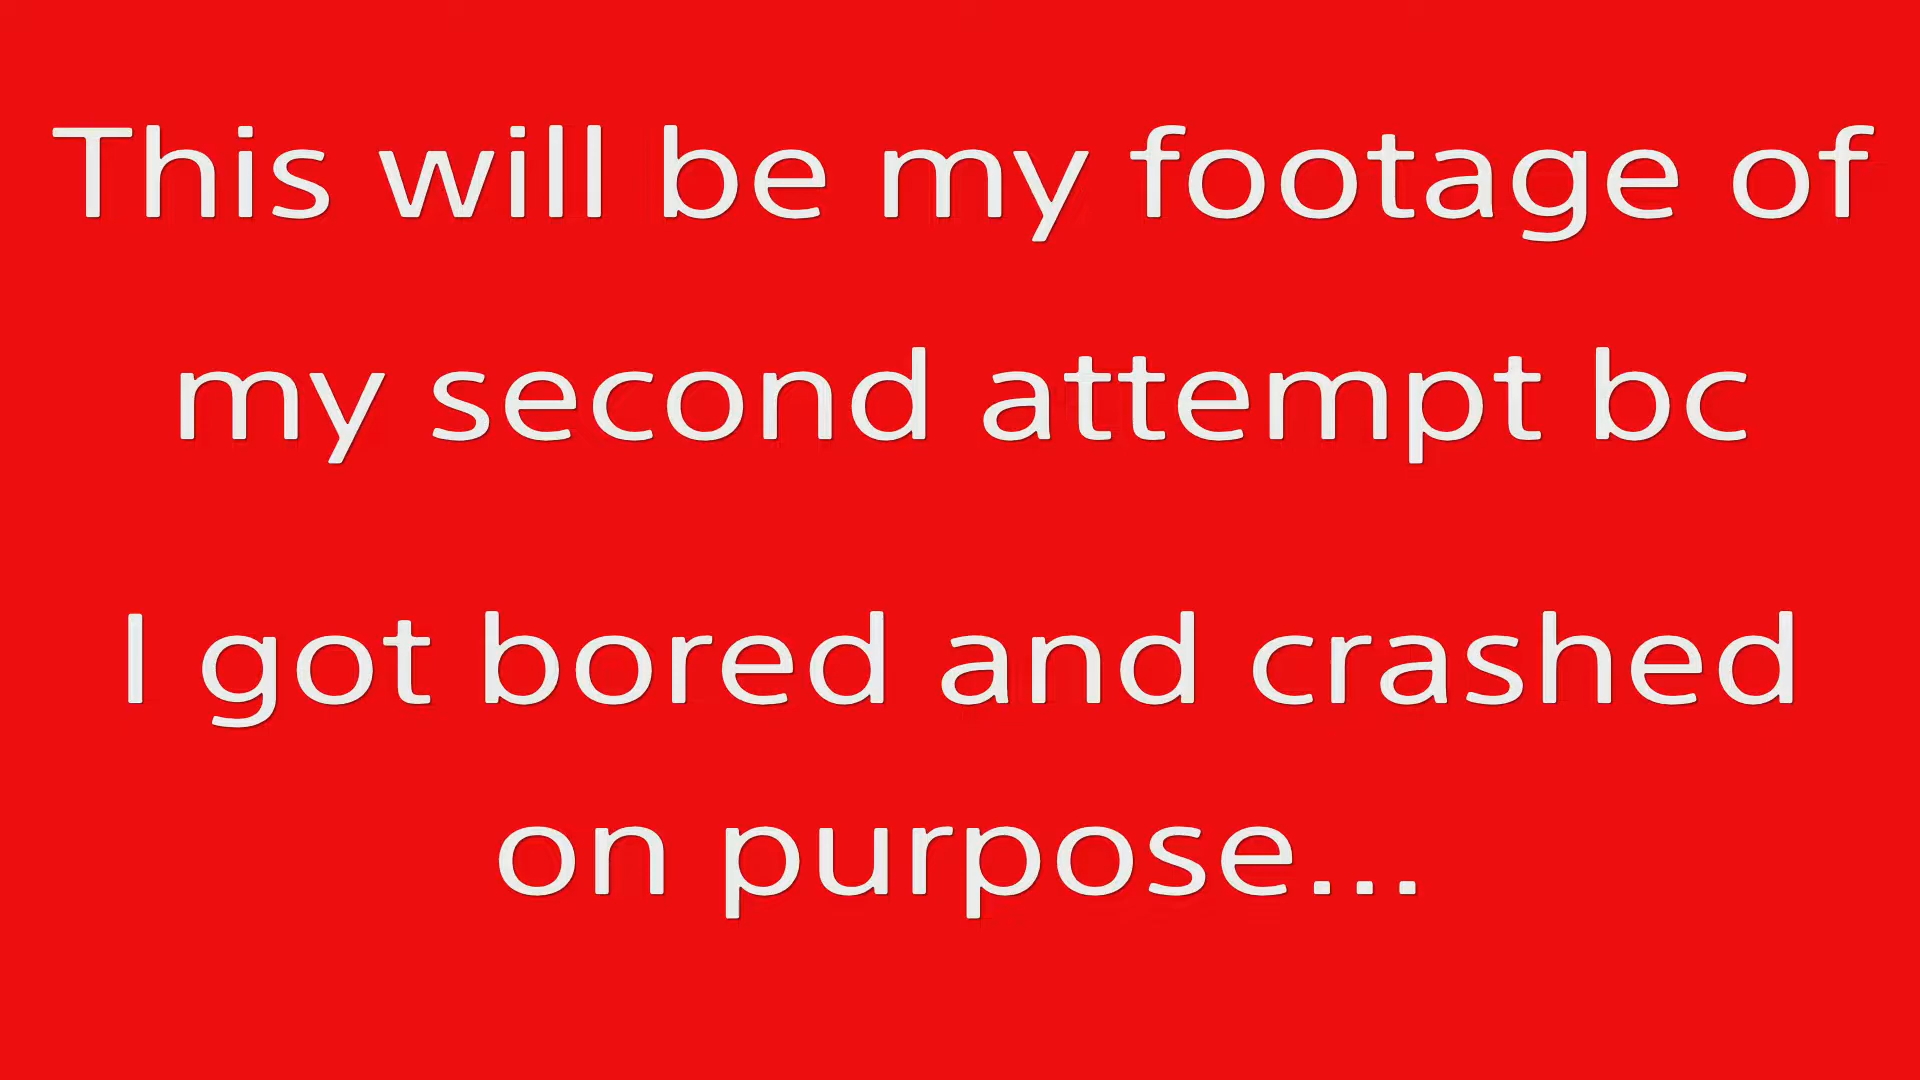 This will be my footage of
my second attempt bc
I got bored and crashed
on purpose...